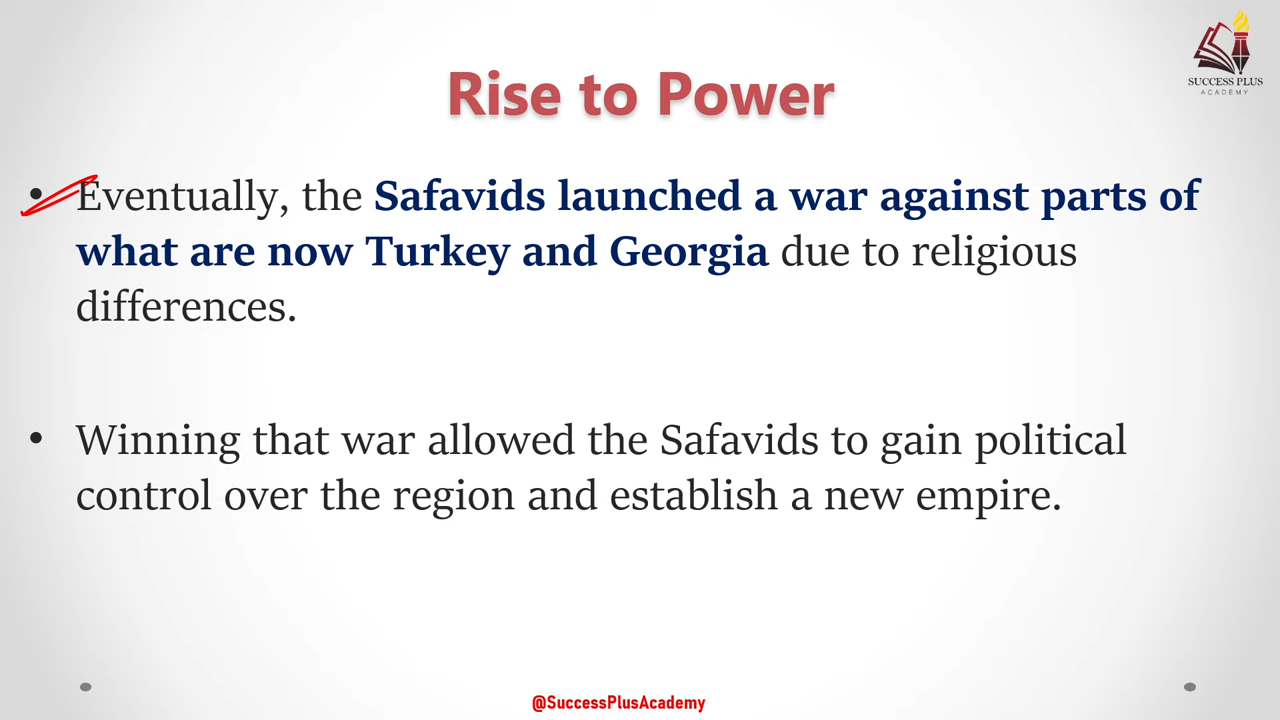 SUCCESS PLUS
ACADEMY
Rise to Power
• Eventually, the Safavids launched a war against parts of
what are now Turkey and Georgia due to religious
differences.
• Winning that war allowed the Safavids to gain political
control over the region and establish a new empire.
@SuccessPlusAcademy